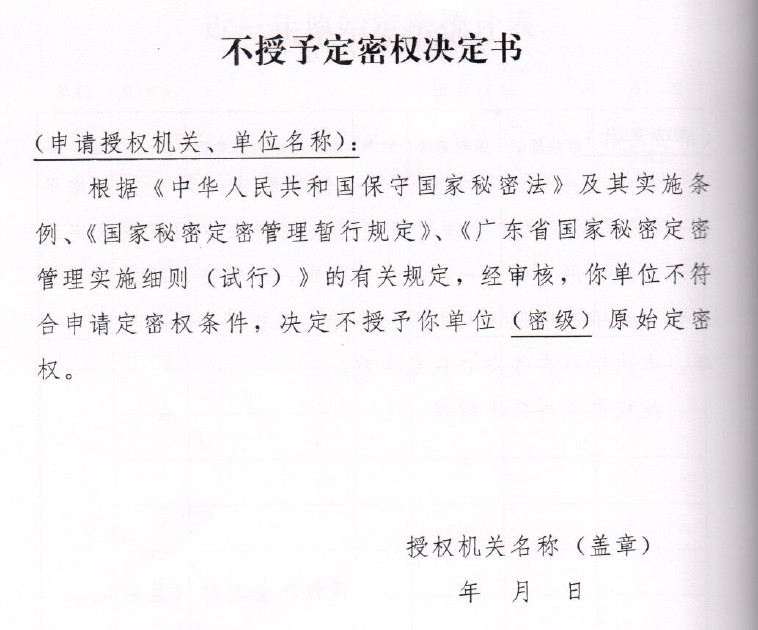 不授予定密权决定书
(申请授权机关、单位名称):
根据《中华人民共和国保守国家秘密法》及其实施条
例、《国家秘密定密管理暂行规定》、《广东省国家秘密定密
管理实施细则（试行）》的有关规定，经审核，你单位不符
合申请定密权条件，决定不授予你单位（密级）原始定密
权。
授权机关名称（盖章）
年 月 日